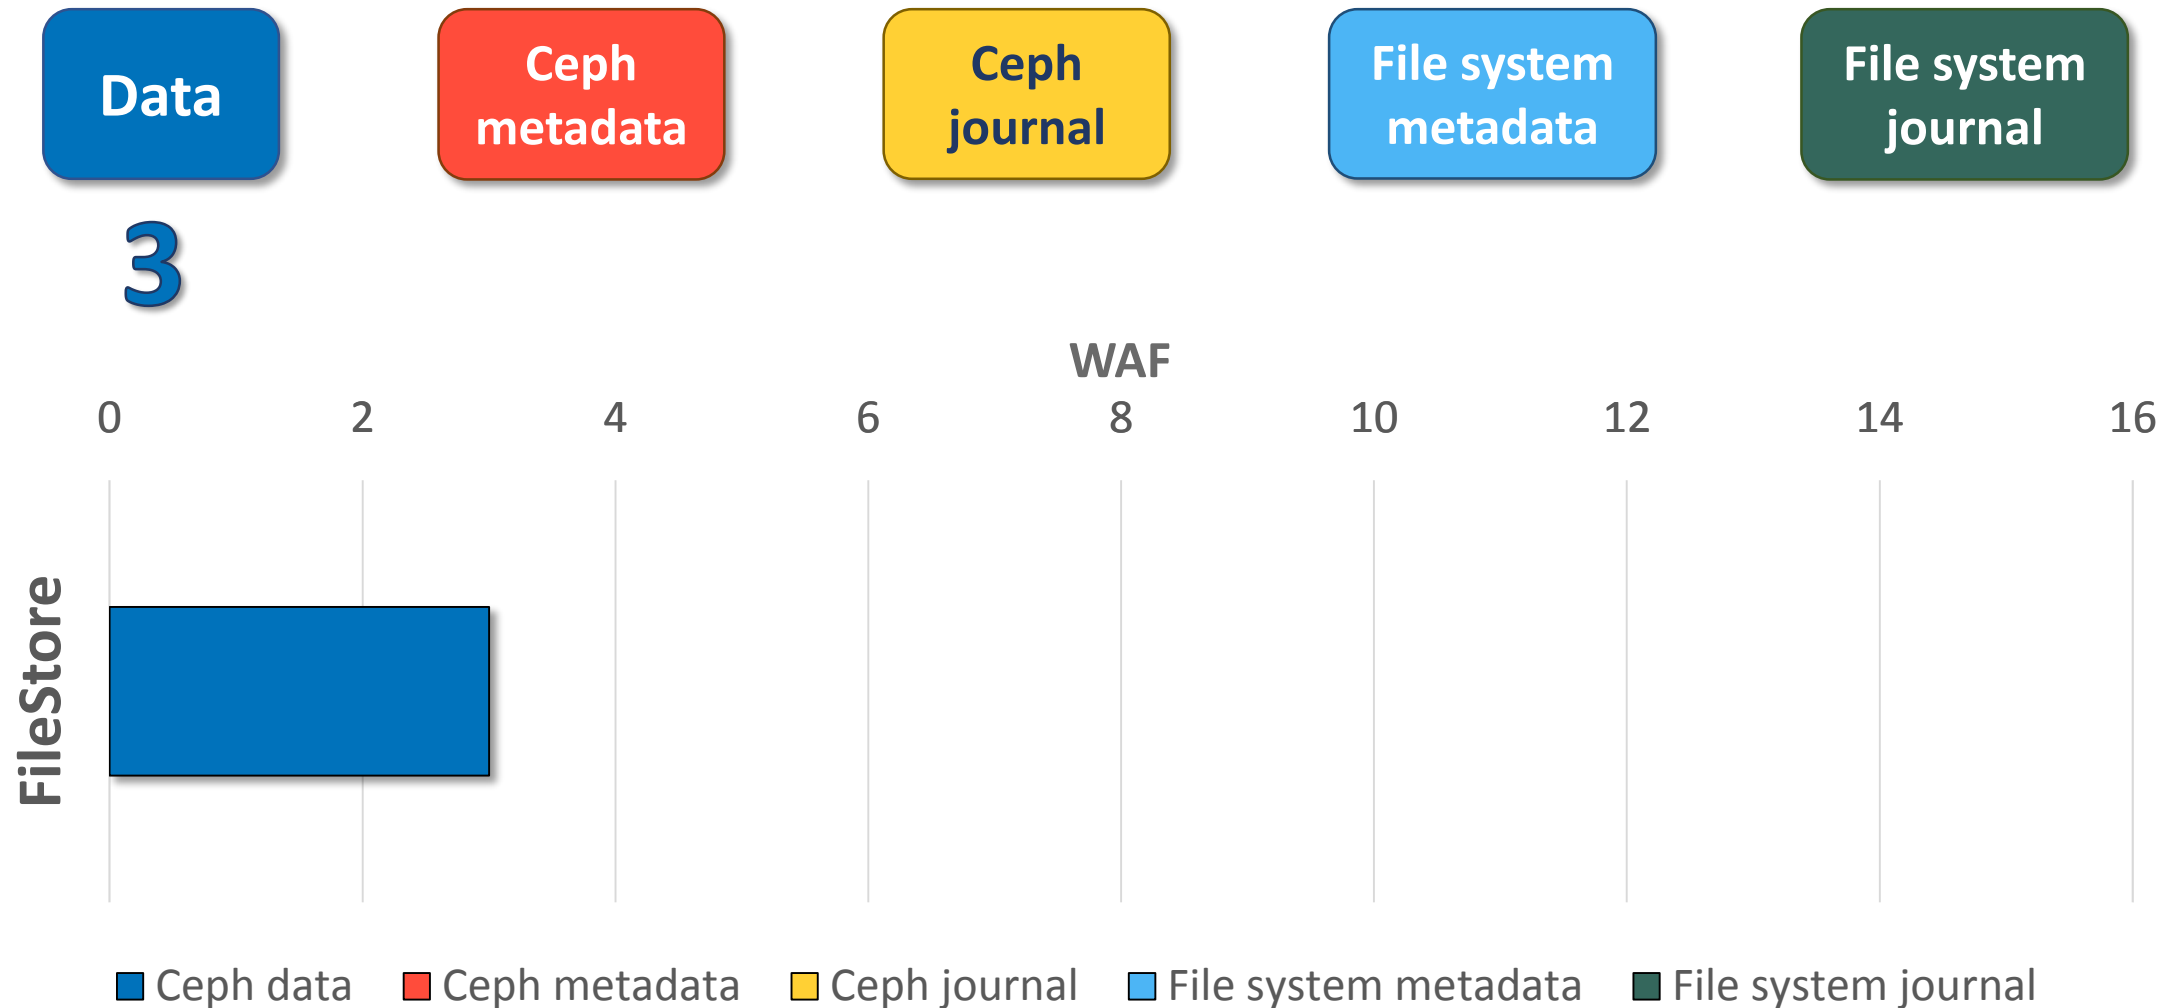 Data
Ceph
metadata
Ceph
journal
File system
metadata
File system
journal
3
WAF
0 2 4 6 8 10 12 14 16
FileStore
Ceph data Ceph metadata Ceph journal File system metadata File system journal